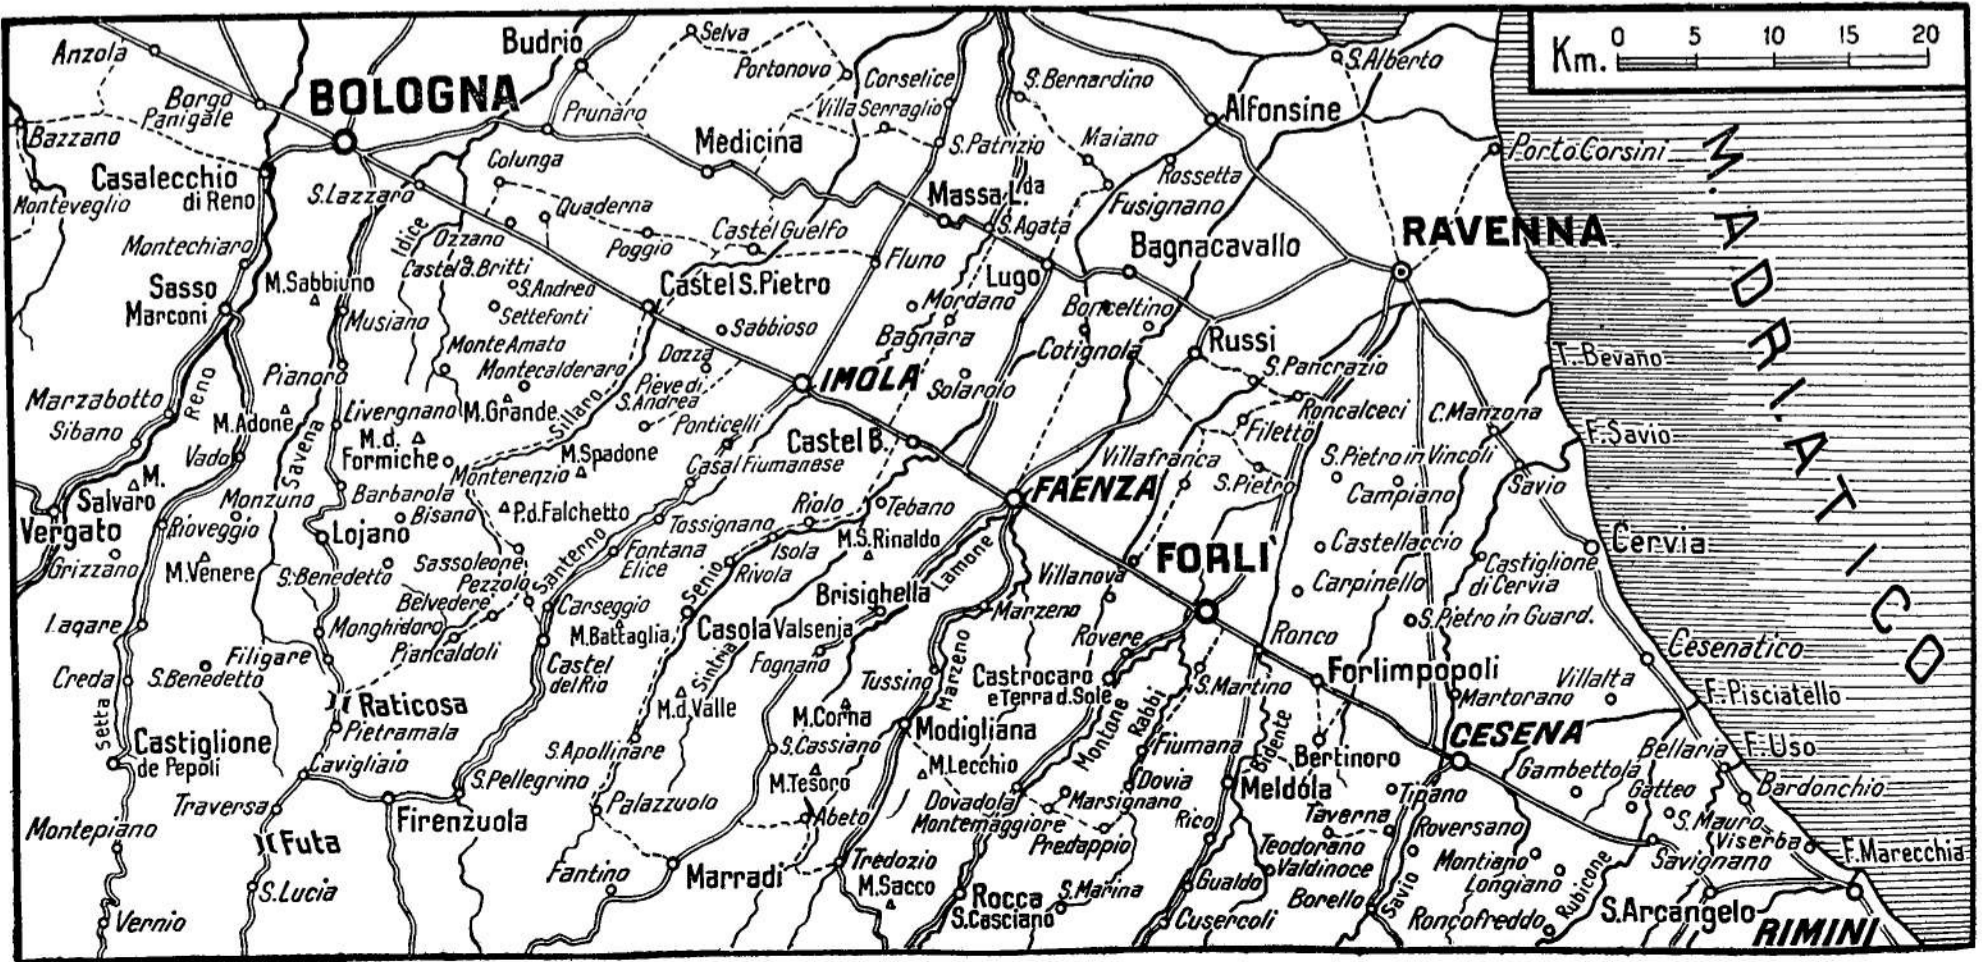 Km. 0 5 10 15 20
Anzola
Budrio
Selva
Portonovo
Corselice
S. Bernardino
S. Alberto
Borgo
Panigale
BOLOGNA
Prunaro
Villa Serraglio
Alfonsine
Bazzano
Medicina
S. Patrizio
Maiano
Porto Corsini
Casalecchio
di Reno
Colunga
Rossetta
Monteveglio
S. Lazzaro
Massa L.da
Fusignano
Quaderna
Idice
Ozzano
Poggio
Castel Guelfo
S. Agata
Bagnacavallo
RAVENNA
Montechiaro
Castel d. Britti
Fluno
Lugo
M. Sabbiuno
S. Andrea
Castel S. Pietro
Sasso
Marconi
Settefonti
Mordano
Bonceltino
Musiano
Sabbioso
Bagnara
Monte Amato
Cotignola
Russi
T. Bevano
M. ADRIATICO
Dozza
Montecalderaro
S. Pancrazio
Pianoro
Pieve di
S. Andrea
IMOLA
Solarolo
Marzabotto
Reno
Livergnano
M. Grande
Sillaro
Roncalceci
C. Manzona
Sibano
M. Adone
Savena
M. d.
Formiche
Ponticelli
Castel B.
Filetto
F. Savio
Vado
M. Spadone
Casal Fiumanese
Villafranca
S. Pietro in Vincoli
Monterenzio
M.
Salvaro
Monzuno
Barbarola
FAENZA
S. Pietro
Campiano
Savio
Vergato
Rioveggio
Bisano
P. d. Falchetto
Riolo
Tebano
Lojano
Tossignano
M. S. Rinaldo
FORLI'
Castellaccio
Cervia
Grizzano
M. Venere
S. Benedetto
Sassoleone
Santerno
Fontana
Elice
Isola
Rivola
Lamone
Castiglione
di Cervia
Pezzolo
Senio
Villanova
Carpinello
Belvedere
Carseggio
Brisighella
Marzeno
S. Pietro in Guard.
Lagare
Monghidoro
M. Battaglia
Casola Valsenia
Rovere
Ronco
Cesenatico
Filigare
Piancaldoli
Sintria
Fognano
Marzeno
Creda
S. Benedetto
Castel
del Rio
Tussino
Castrocaro
e Terra d. Sole
S. Martino
Forlimpopoli
Villalta
Martorano
F. Pisciatello
Setta
Raticosa
M. d. Valle
M. Corna
Modigliana
Montone
Rabbi
Bidente
Pietramala
S. Apollinare
S. Cassiano
Fiumana
Bertinoro
CESENA
Castiglione
de Pepoli
Bellaria
F. Uso
Cavigliaio
M. Lecchio
Gambettola
M. Tesoro
Dovia
Meldola
S. Pellegrino
Gatteo
Bardonchio
Traversa
Firenzuola
Palazzuolo
Abeto
Dovadola
Marsignano
Tipano
Montemaggiore
Rico
Taverna
S. Mauro
Montepiano
Futa
Predappio
Roversano
Viserba
Teodorano
F. Marecchia
Fantino
Marradi
Tredozio
Valdinoce
Montiano
Savignano
S. Lucia
M. Sacco
Rocca
S. Casciano
S. Marina
Gualdo
Longiano
Rubicone
Borello
Savio
S. Arcangelo
Vernio
Cusercoli
Roncofreddo
RIMINI